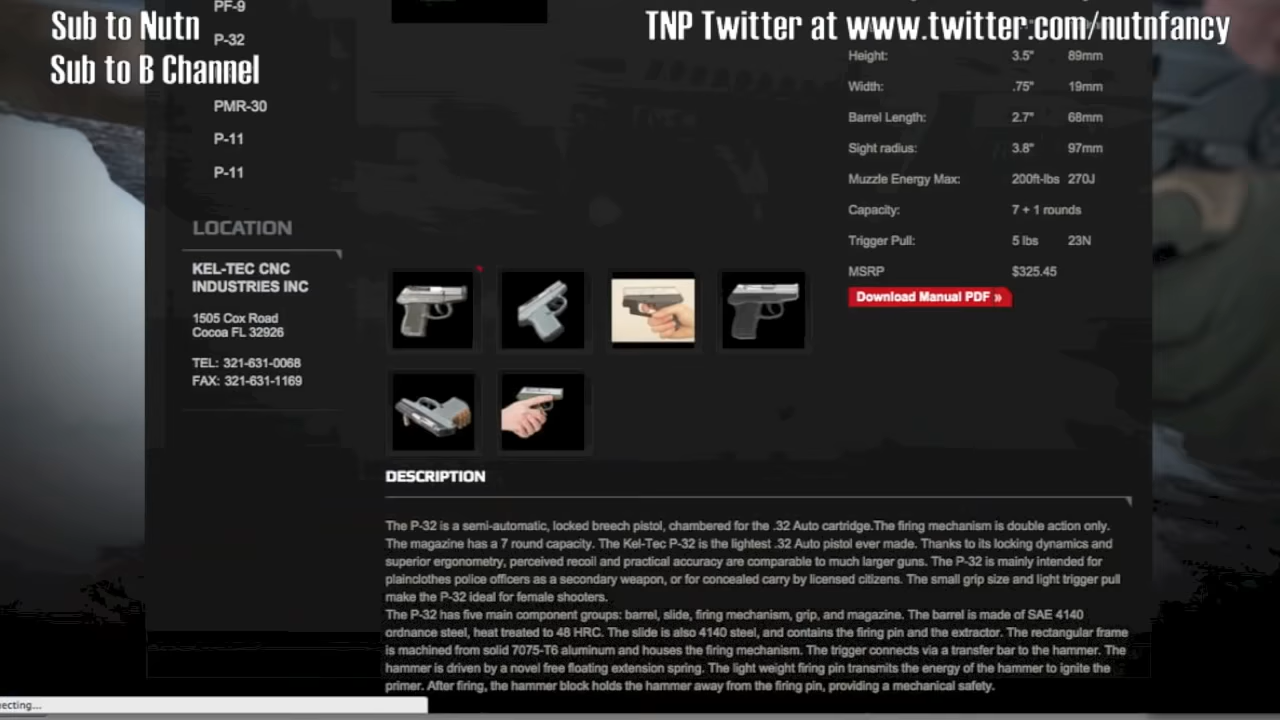 PF-9
Sub to Nutn
TNP Twitter at www.twitter.com/nutnfancy
P-32
Sub to B Channel
PMR-30
P-11
P-11
LOCATION
KEL-TEC CNC
INDUSTRIES INC
1505 Cox Road
Cocoa FL 32926
TEL: 321-631-0068
FAX: 321-631-1169
Height: 3.5" 89mm
Width: .75" 19mm
Barrel Length: 2.7" 68mm
Sight radius: 3.8" 97mm
Muzzle Energy Max: 200ft-lbs 270J
Capacity: 7 + 1 rounds
Trigger Pull: 5 lbs 23N
MSRP $325.45
Download Manual PDF »
DESCRIPTION
The P-32 is a semi-automatic, locked breech pistol, chambered for the .32 Auto cartridge.The firing mechanism is double action only.
The magazine has a 7 round capacity. The Kel-Tec P-32 is the lightest .32 Auto pistol ever made. Thanks to its locking dynamics and
superior ergonometry, perceived recoil and practical accuracy are comparable to much larger guns. The P-32 is mainly intended for
plainclothes police officers as a secondary weapon, or for concealed carry by licensed citizens. The small grip size and light trigger pull
make the P-32 ideal for female shooters.
The P-32 has five main component groups: barrel, slide, firing mechanism, grip, and magazine. The barrel is made of SAE 4140
ordnance steel, heat treated to 48 HRC. The slide is also 4140 steel, and contains the firing pin and the extractor. The rectangular frame
is machined from solid 7075-T6 aluminum and houses the firing mechanism. The trigger connects via a transfer bar to the hammer. The
hammer is driven by a novel free floating extension spring. The light weight firing pin transmits the energy of the hammer to ignite the
primer. After firing, the hammer block holds the hammer away from the firing pin, providing a mechanical safety.
ecting...